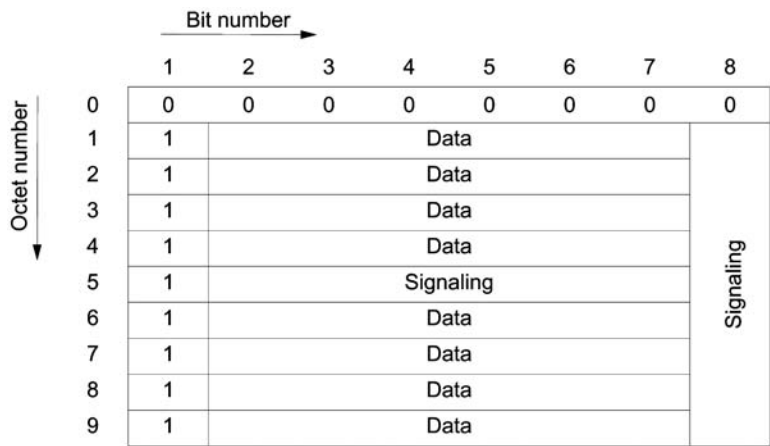 Bit number
1 2 3 4 5 6 7 8
Octet number
0 0 0 0 0 0 0 0 0
1 1 Data
2 1 Data
3 1 Data
4 1 Data
5 1 Signaling
6 1 Data
7 1 Data
8 1 Data
9 1 Data
Signaling